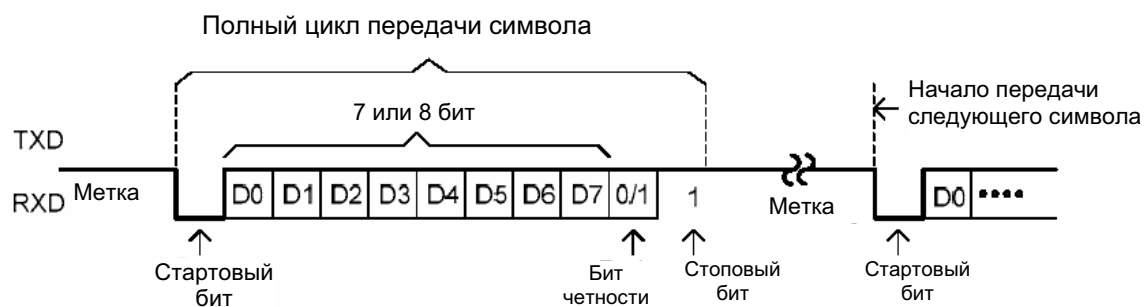 Полный цикл передачи символа
Начало передачи
следующего символа
7 или 8 бит
TXD
RXD
Метка
D0 D1 D2 D3 D4 D5 D6 D7 0/1 1
Метка
D0 ····
Стартовый
бит
Бит
четности
Стоповый
бит
Стартовый
бит